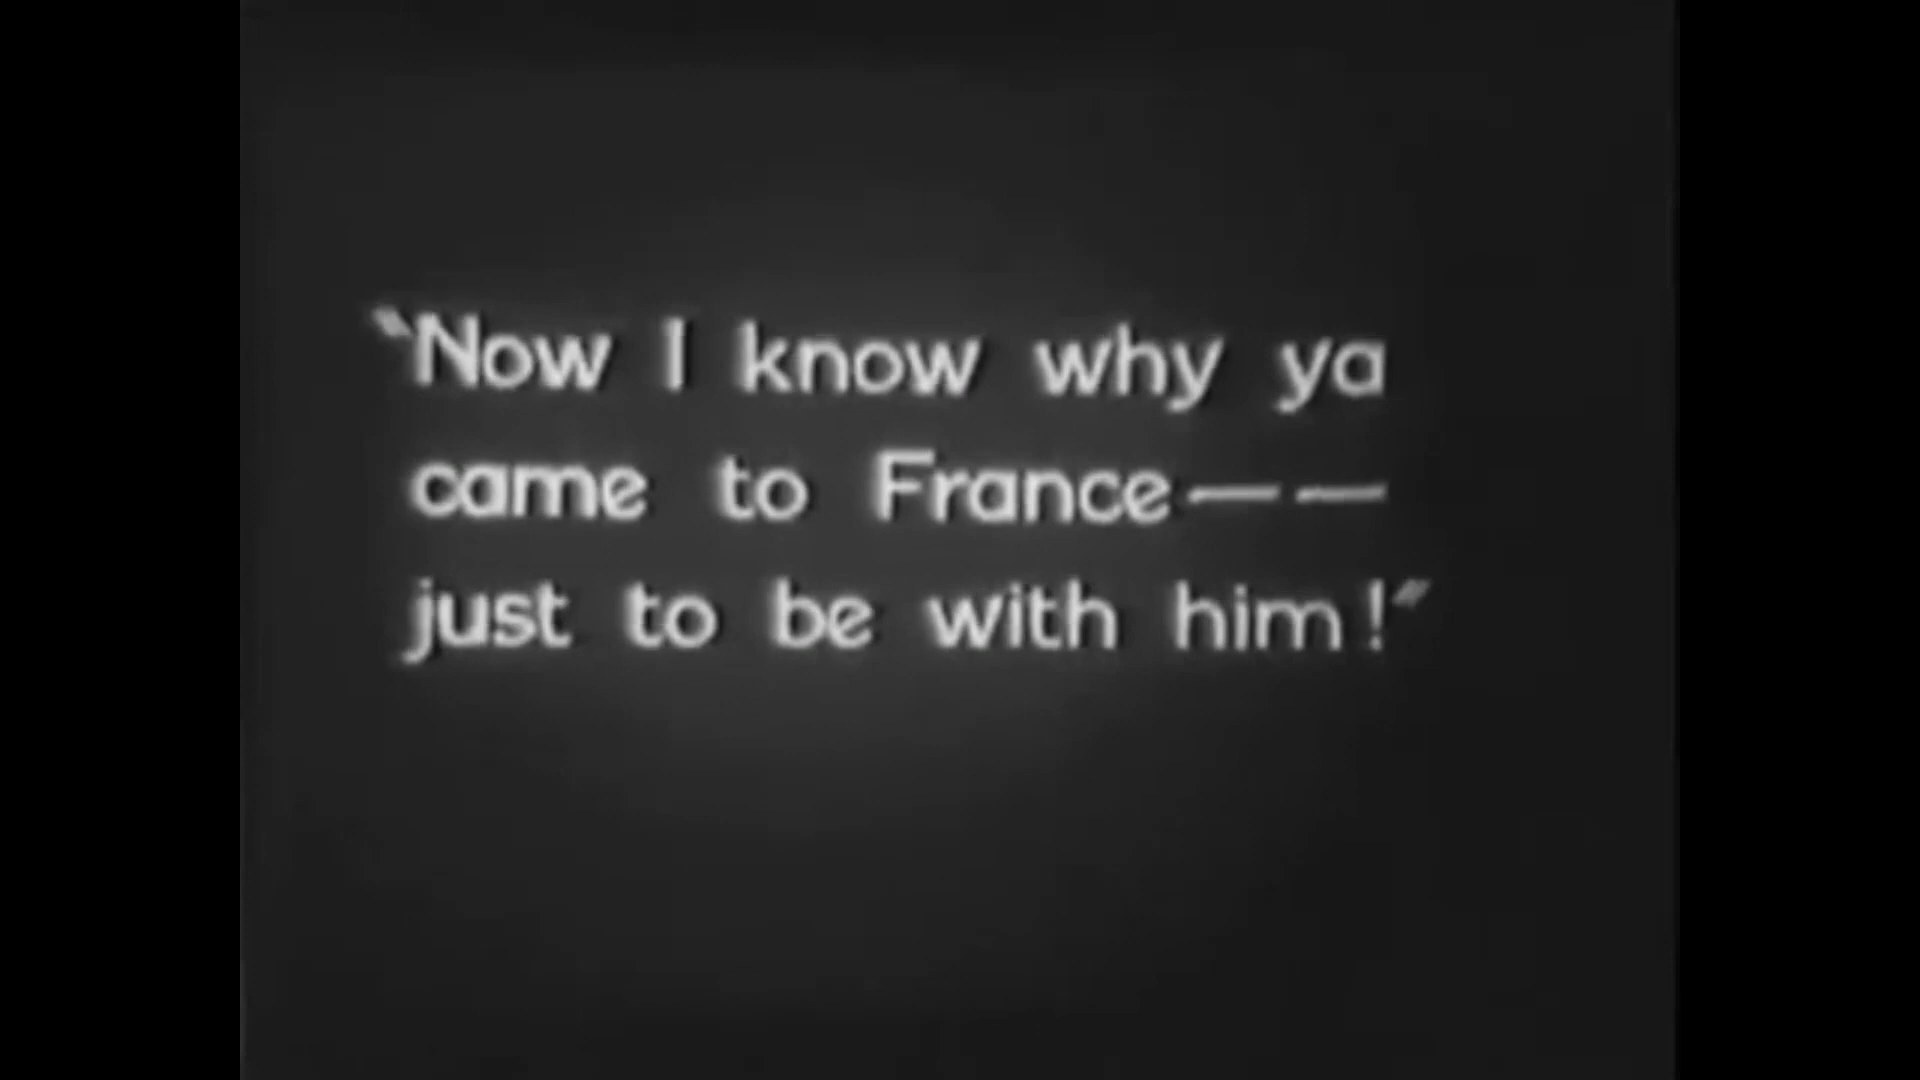 "Now I know why ya
came to France——
just to be with him!"